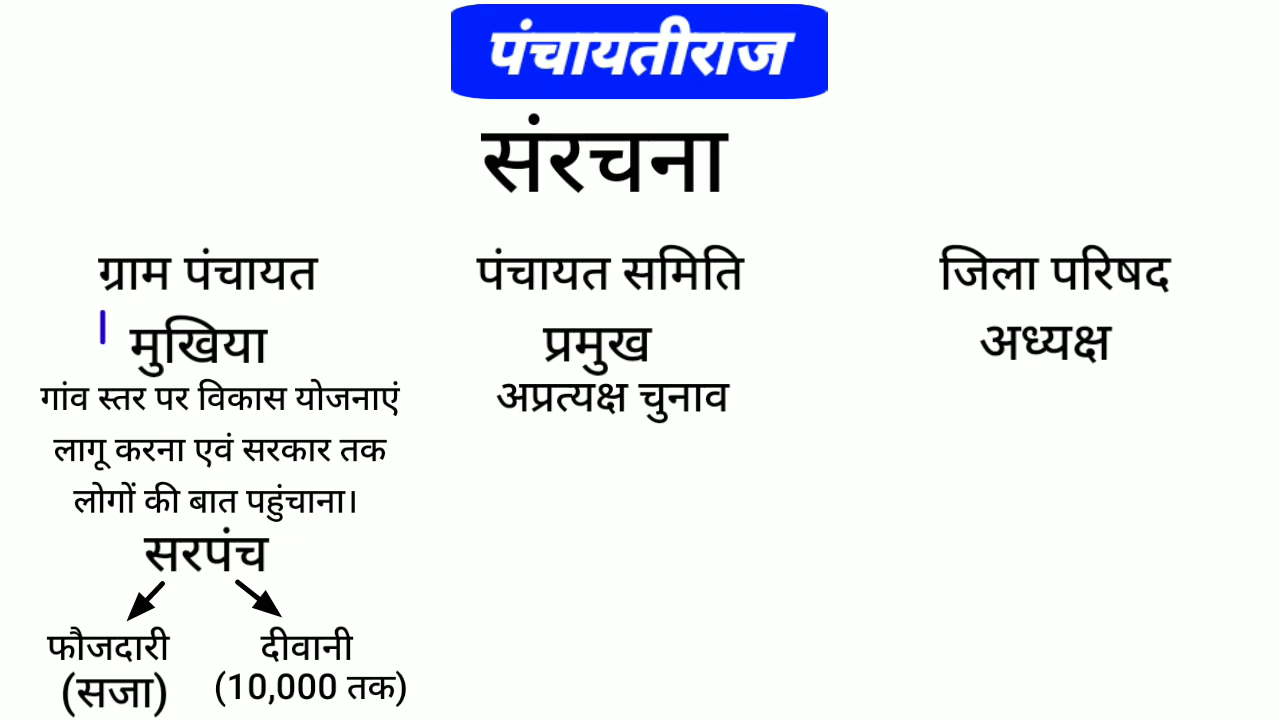 पंचायतीराज
संरचना
ग्राम पंचायत
मुखिया
गांव स्तर पर विकास योजनाएं
लागू करना एवं सरकार तक
लोगों की बात पहुंचाना।
सरपंच
फौजदारी
(सजा)
दीवानी
(10,000 तक)
पंचायत समिति
प्रमुख
अप्रत्यक्ष चुनाव
जिला परिषद
अध्यक्ष